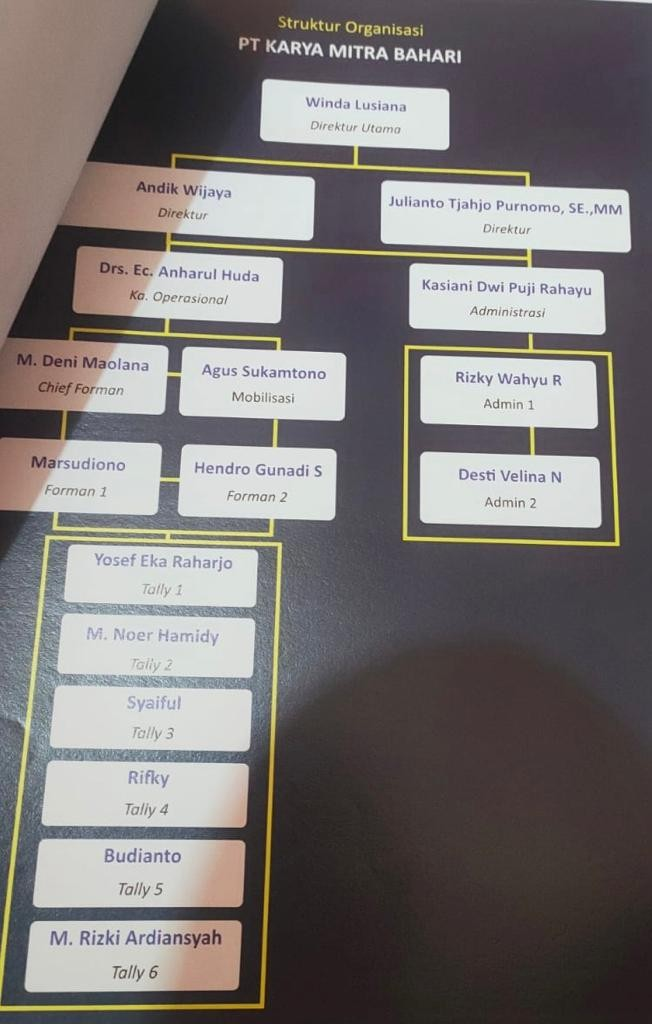 Struktur Organisasi
PT KARYA MITRA BAHARI
Winda Lusiana
Direktur Utama
Andik Wijaya
Direktur
Julianto Tjahjo Purnomo, SE.,MM
Direktur
Drs. Ec. Anharul Huda
Ka. Operasional
Kasiani Dwi Puji Rahayu
Administrasi
M. Deni Maolana
Chief Forman
Agus Sukamtono
Mobilisasi
Rizky Wahyu R
Admin 1
Marsudiono
Forman 1
Hendro Gunadi S
Forman 2
Desti Velina N
Admin 2
Yosef Eka Raharjo
Tally 1
M. Noer Hamidy
Tally 2
Syaiful
Tally 3
Rifky
Tally 4
Budianto
Tally 5
M. Rizki Ardiansyah
Tally 6